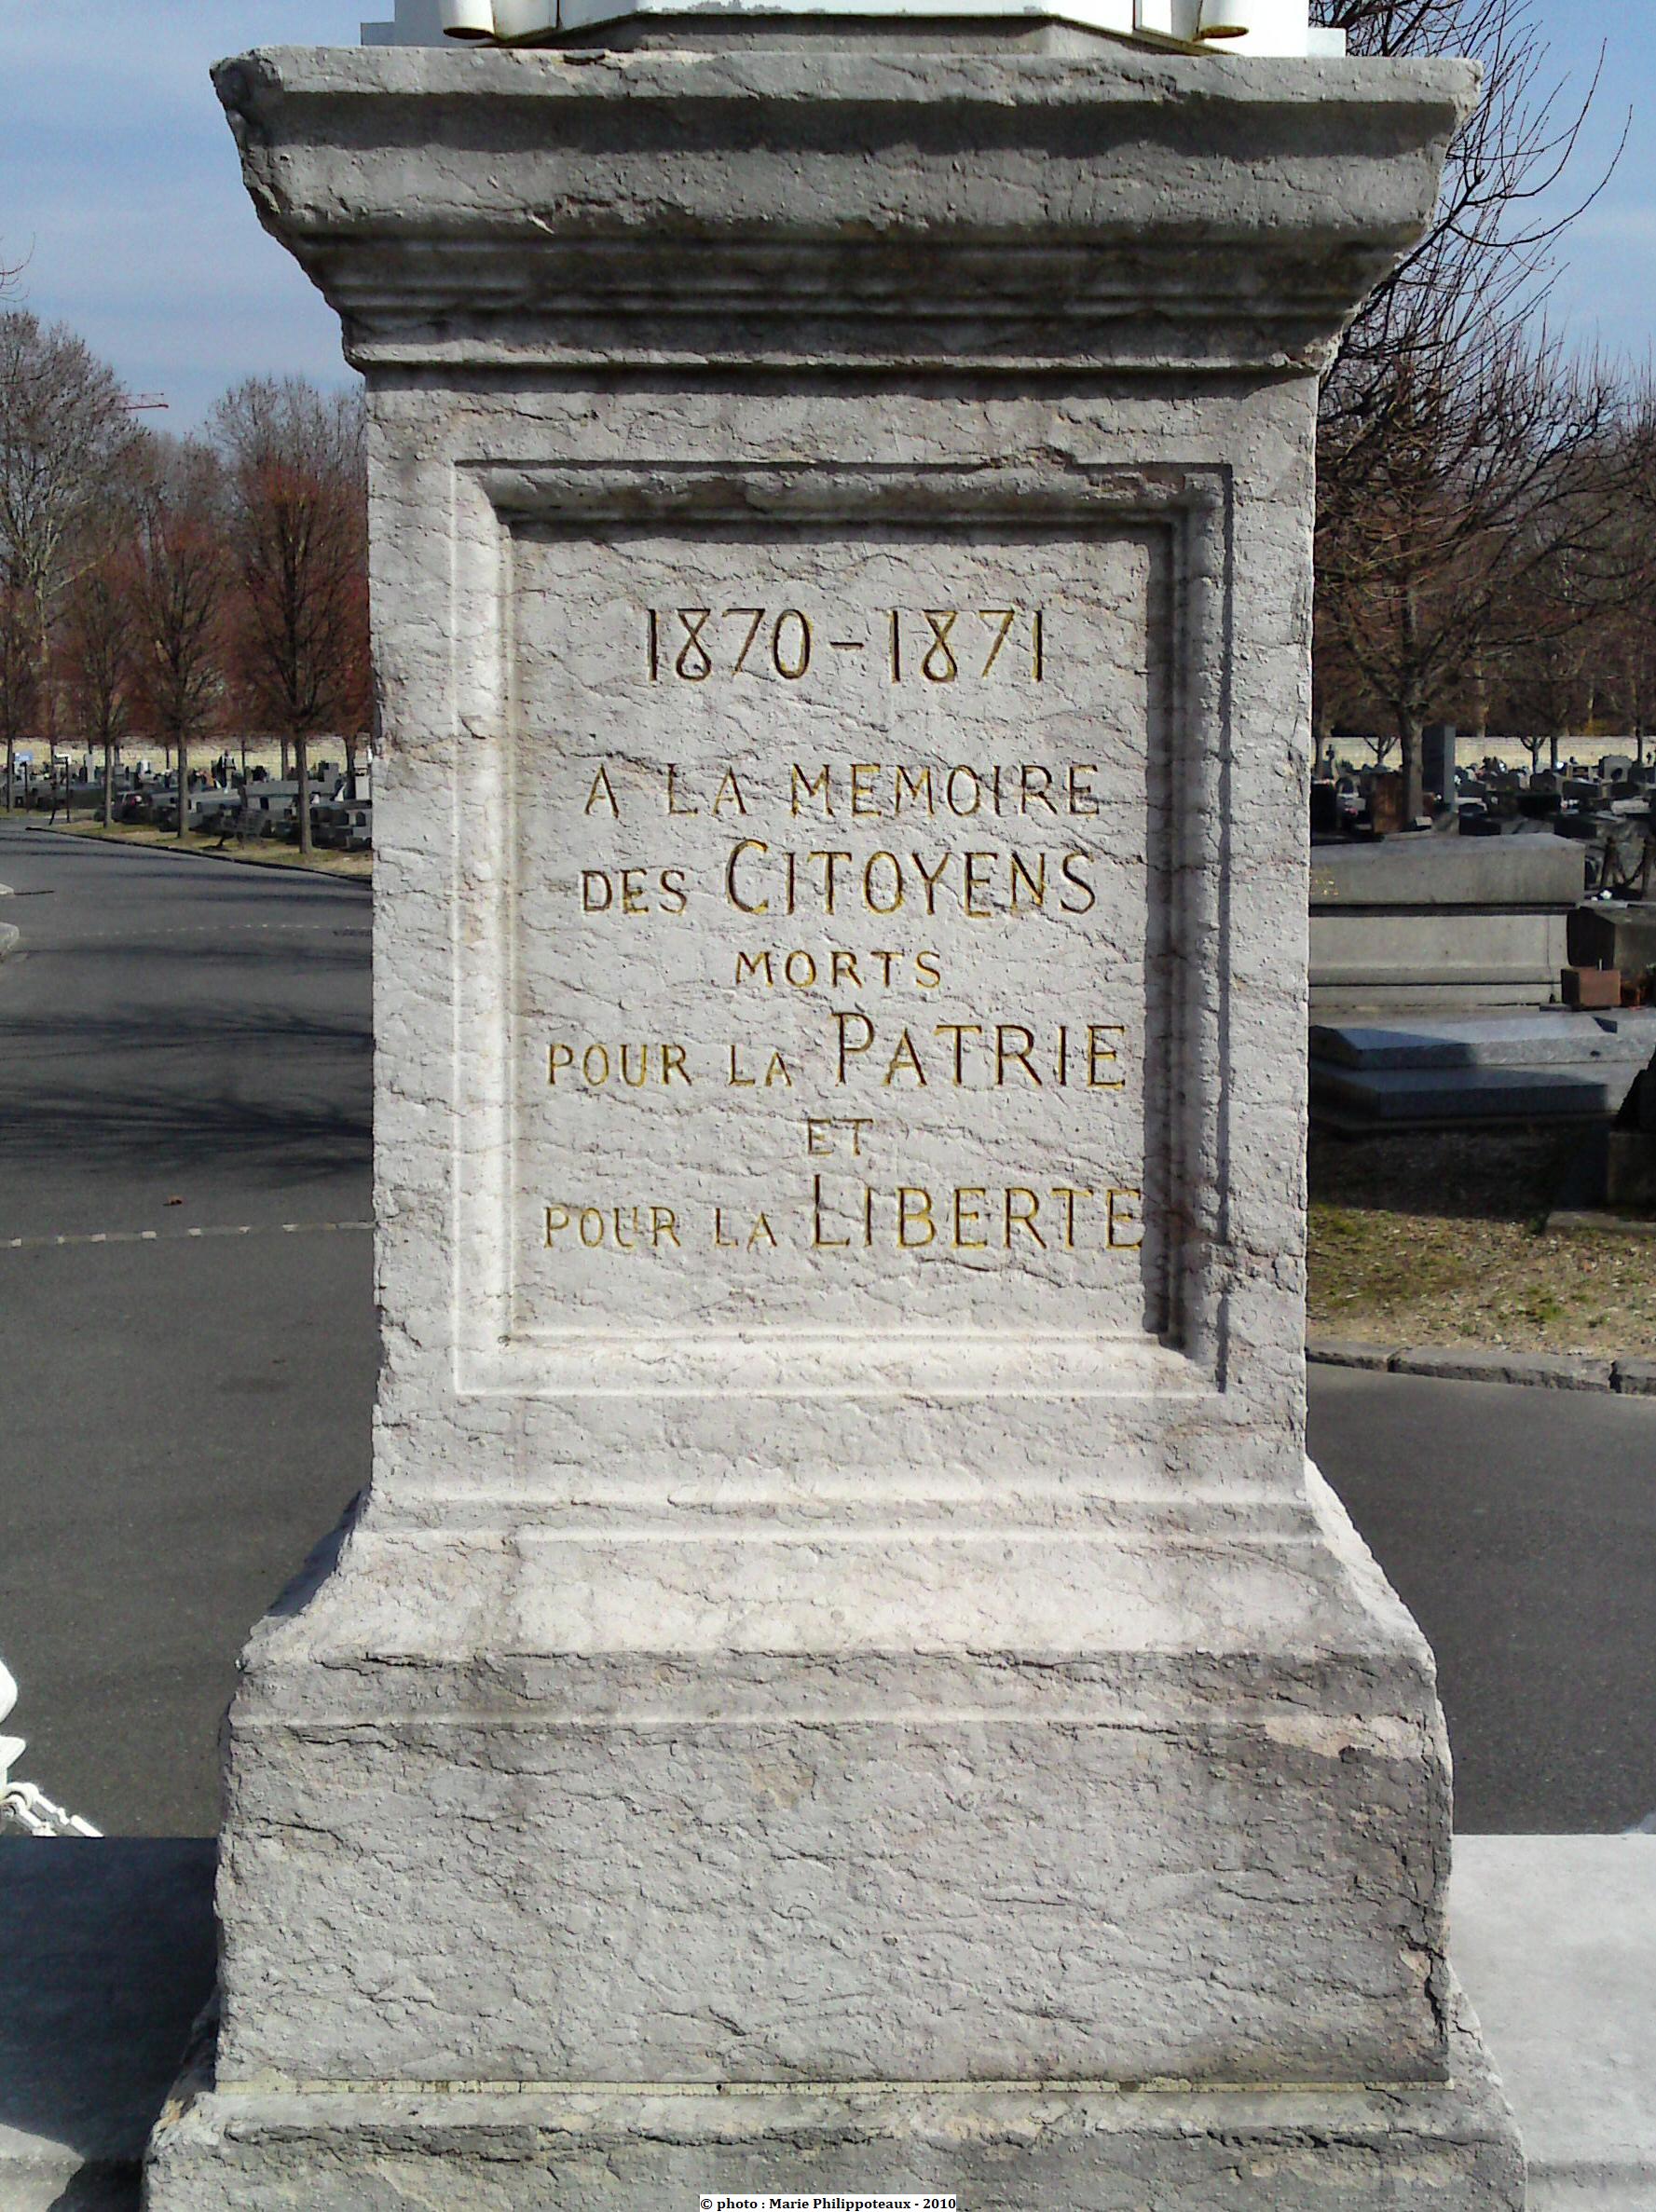 1870-1871
A LA MEMOIRE
DES CITOYENS
MORTS
POUR LA PATRIE
ET
POUR LA LIBERTE
© photo : Marie Philippoteaux - 2010